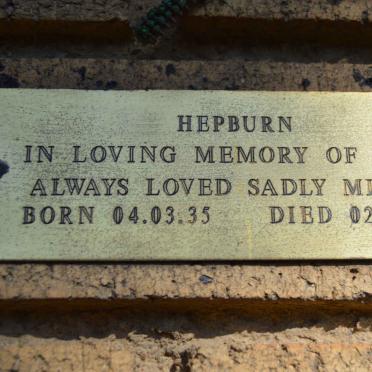 HEPBURN
IN LOVING MEMORY OF
ALWAYS LOVED SADLY
BORN 04.03.35 DIED